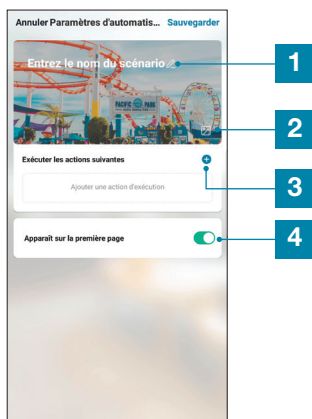 Annuler Paramètres d'automatis... Sauvegarder
Entrez le nom du scénario
1
PACIFIC PARK
2
Exécuter les actions suivantes
3
Ajouter une action d'exécution
Apparaît sur la première page
4